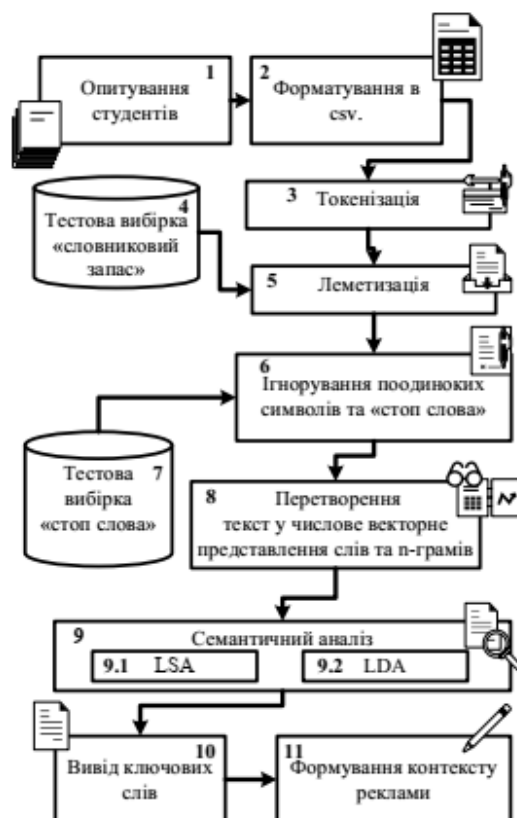 1
Опитування
студентів
2
Форматування в
csv.
3 Токенізація
4
Тестова вибірка
«словниковий
запас»
5 Леметизація
6
Ігнорування поодиноких
символів та «стоп слова»
Тестова 7
вибірка
«стоп слова»
8 Перетворення
текст у числове векторне
представлення слів та n-грамів
9 Семантичний аналіз
9.1 LSA
9.2 LDA
10
Вивід ключових
слів
11
Формування контексту
реклами